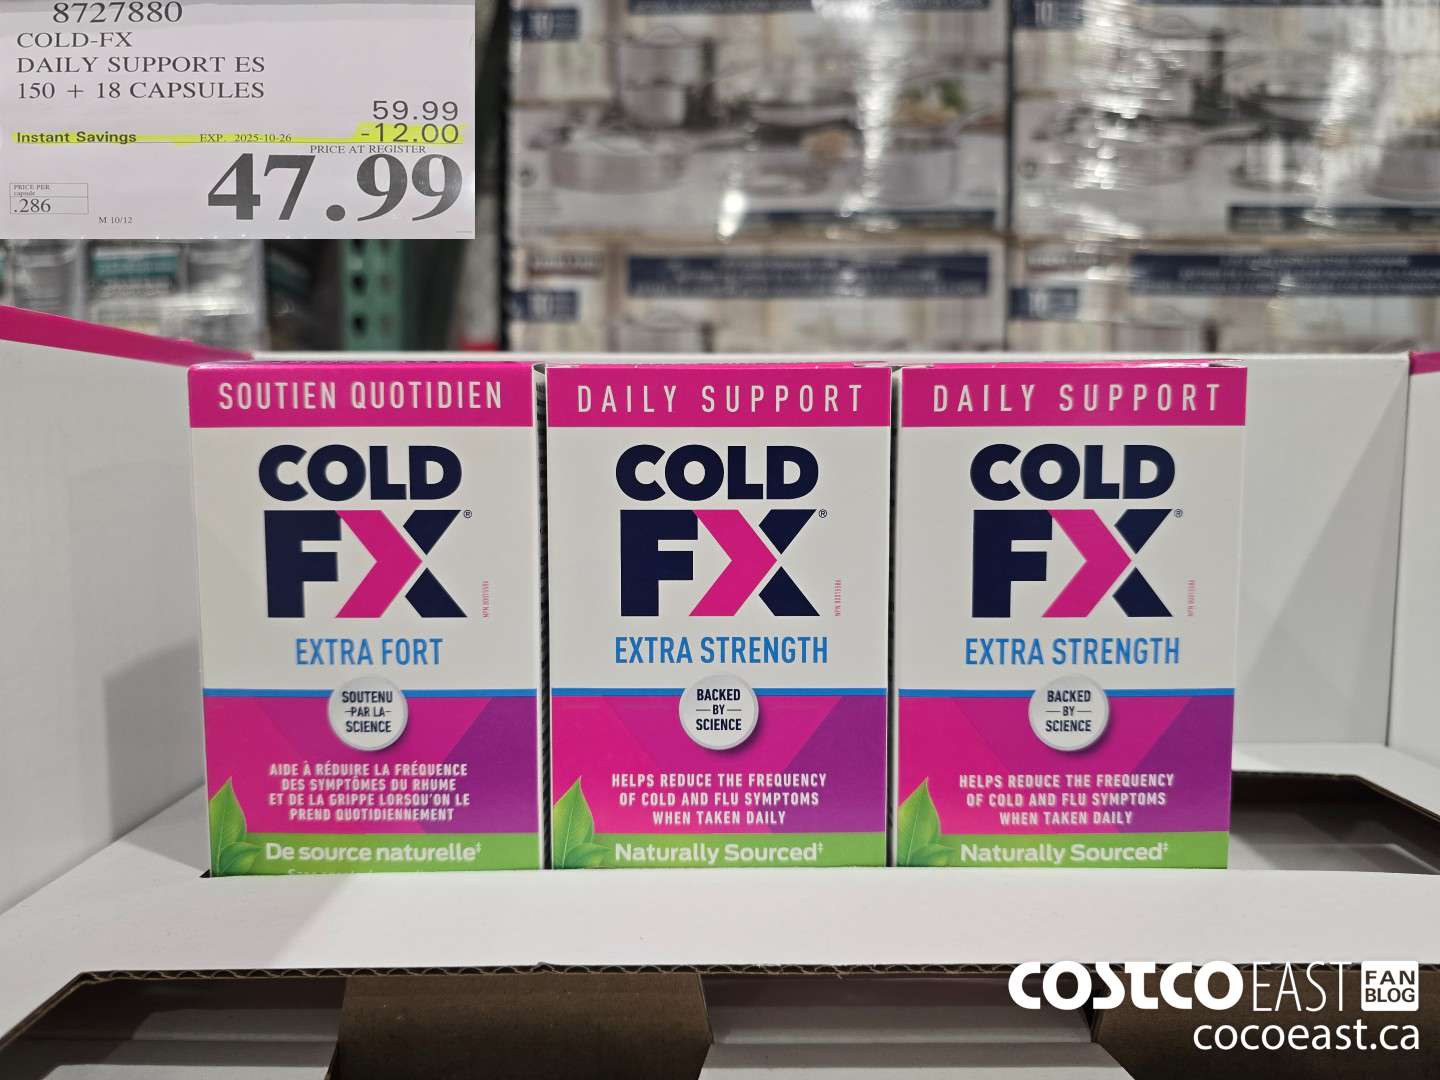 8727880
COLD-FX
DAILY SUPPORT ES
150 + 18 CAPSULES
59.99
Instant Savings EXP. 2025-10-26 -12.00
PRICE AT REGISTER
47.99
PRICE PER
capsule
.286
M 10/12
SOUTIEN QUOTIDIEN
COLD
FX®
EXTRA FORT
SOUTENU
-PAR LA-
SCIENCE
AIDE À RÉDUIRE LA FRÉQUENCE
DES SYMPTÔMES DU RHUME
ET DE LA GRIPPE LORSQU'ON LE
PREND QUOTIDIENNEMENT
De source naturelle‡
DAILY SUPPORT
COLD
FX®
EXTRA STRENGTH
BACKED
—BY—
SCIENCE
HELPS REDUCE THE FREQUENCY
OF COLD AND FLU SYMPTOMS
WHEN TAKEN DAILY
Naturally Sourced‡
DAILY SUPPORT
COLD
FX®
EXTRA STRENGTH
BACKED
—BY—
SCIENCE
HELPS REDUCE THE FREQUENCY
OF COLD AND FLU SYMPTOMS
WHEN TAKEN DAILY
Naturally Sourced‡
COSTCO EAST FAN BLOG
cocoeast.ca